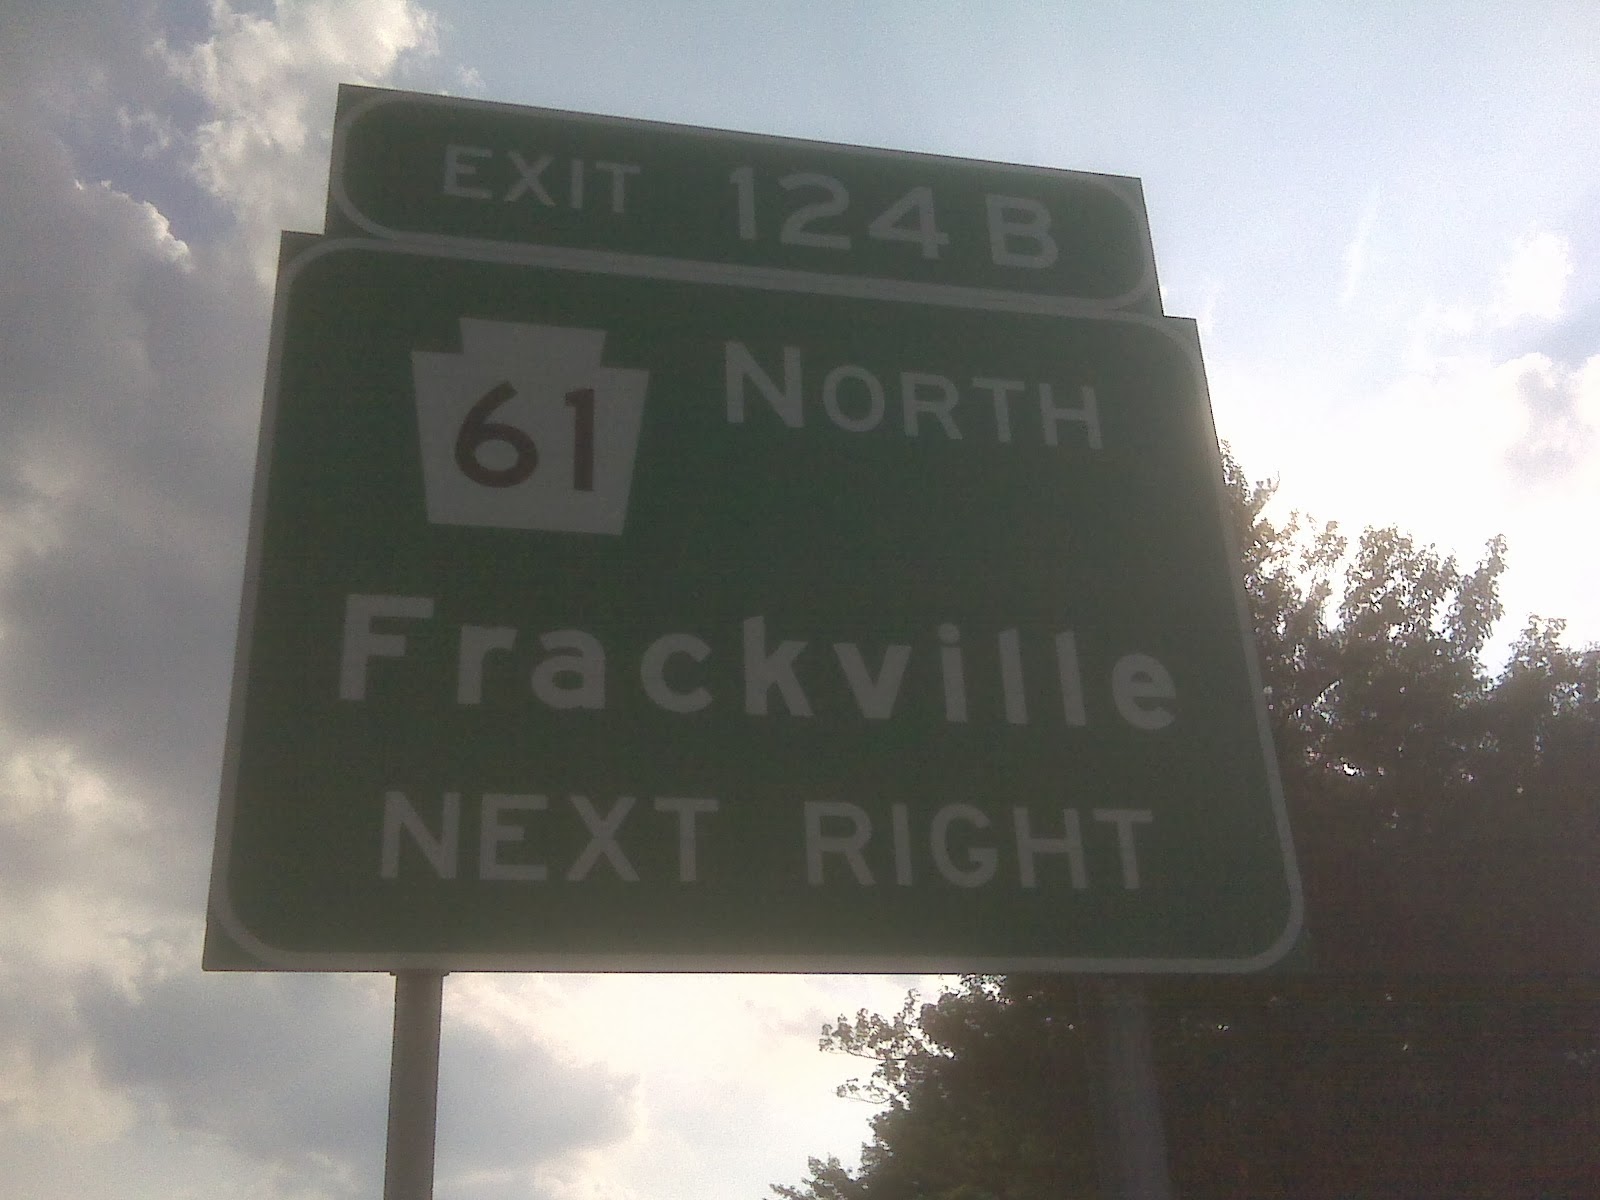 EXIT 124 B
61 NORTH
Frackville
NEXT RIGHT